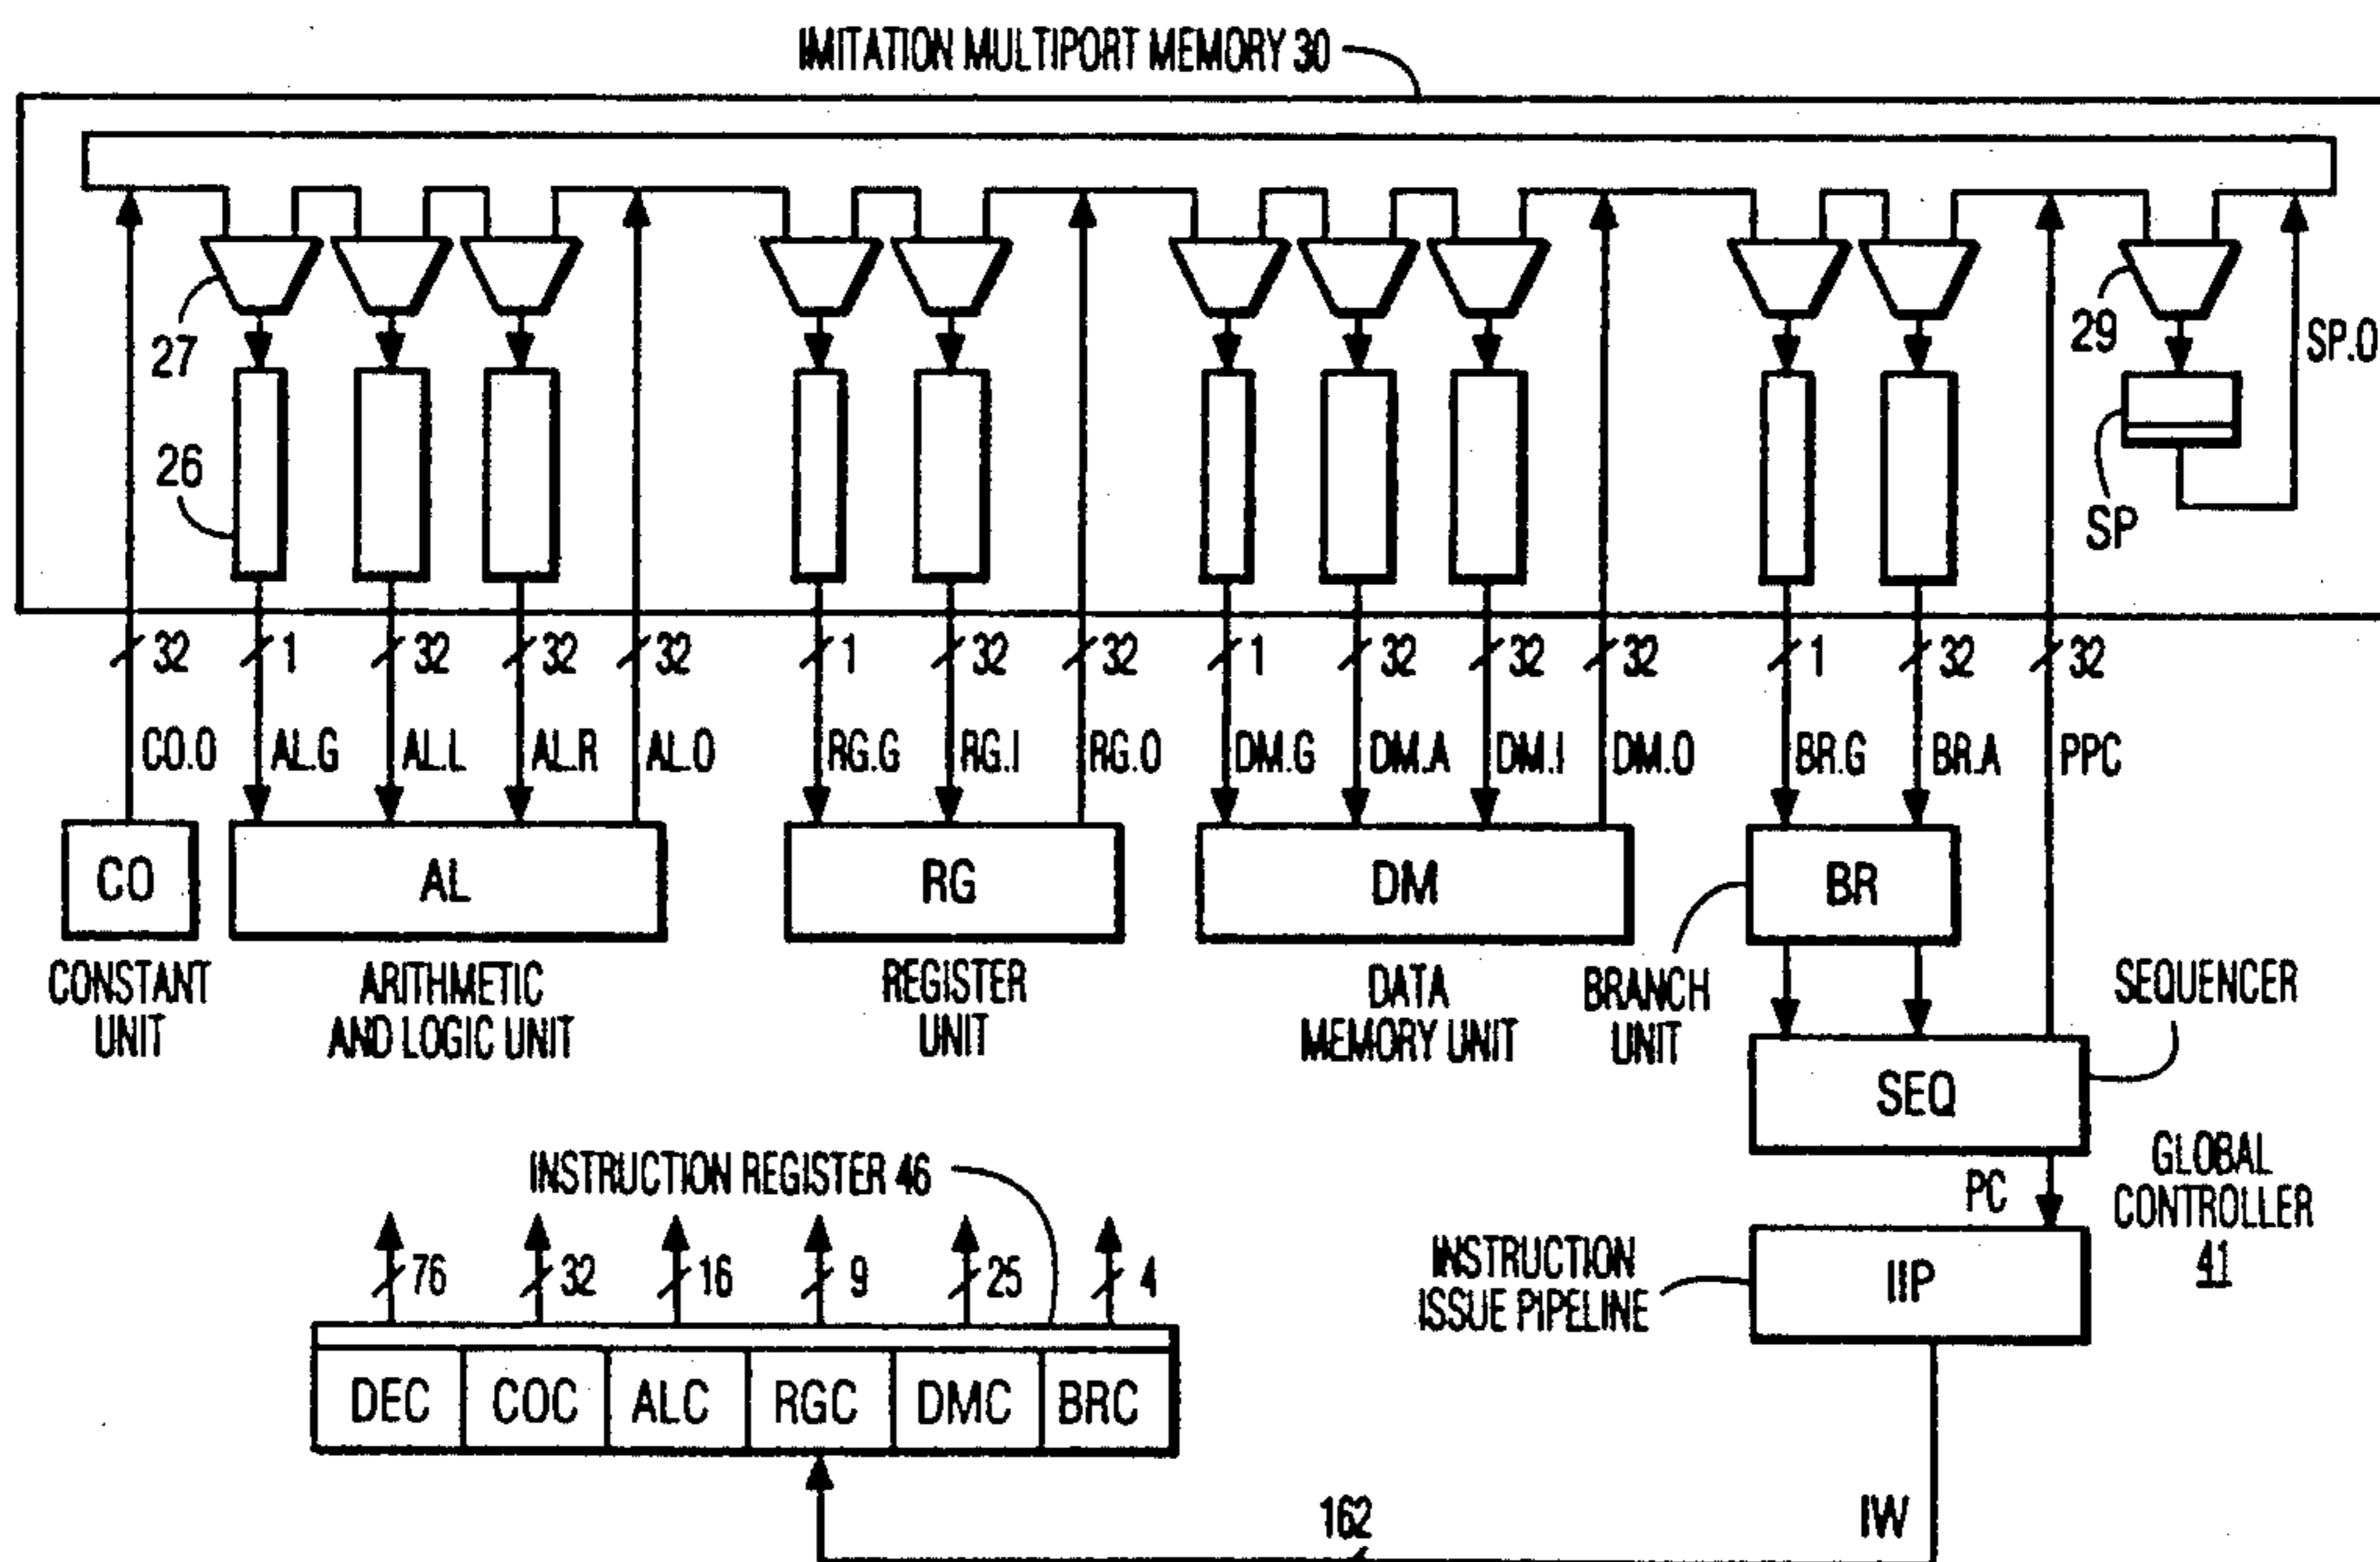 IMITATION MULTIPORT MEMORY 30
27
29
SP.O
26
SP
32 1 32 32 32 1 32 32 1 32 32 32 1 32 32
CO.O AL.G AL.L AL.R AL.O RG.G RG.I RG.O DM.G DM.A DM.I DM.O BR.G BR.A PPC
CO AL RG DM BR
CONSTANT
UNIT
ARITHMETIC
AND LOGIC UNIT
REGISTER
UNIT
DATA
MEMORY UNIT
BRANCH
UNIT
SEQUENCER
SEQ
INSTRUCTION REGISTER 46
PC
GLOBAL
CONTROLLER
41
INSTRUCTION
ISSUE PIPELINE
IIP
76 32 16 9 25 4
DEC COC ALC RGC DMC BRC
162
IW